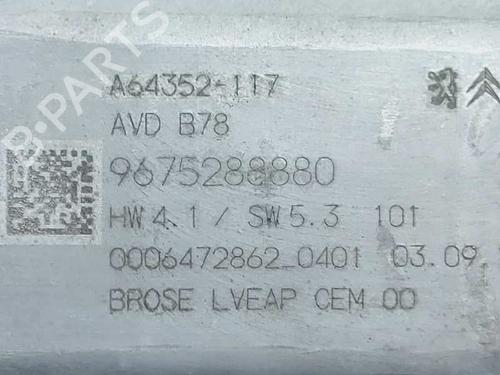 B-PARTS
A64352-117
AVD B78
9675288880
HW 4.1 / SW 5.3 101
0006472862_0401 03.09
BROSE LVEAP CEM 00